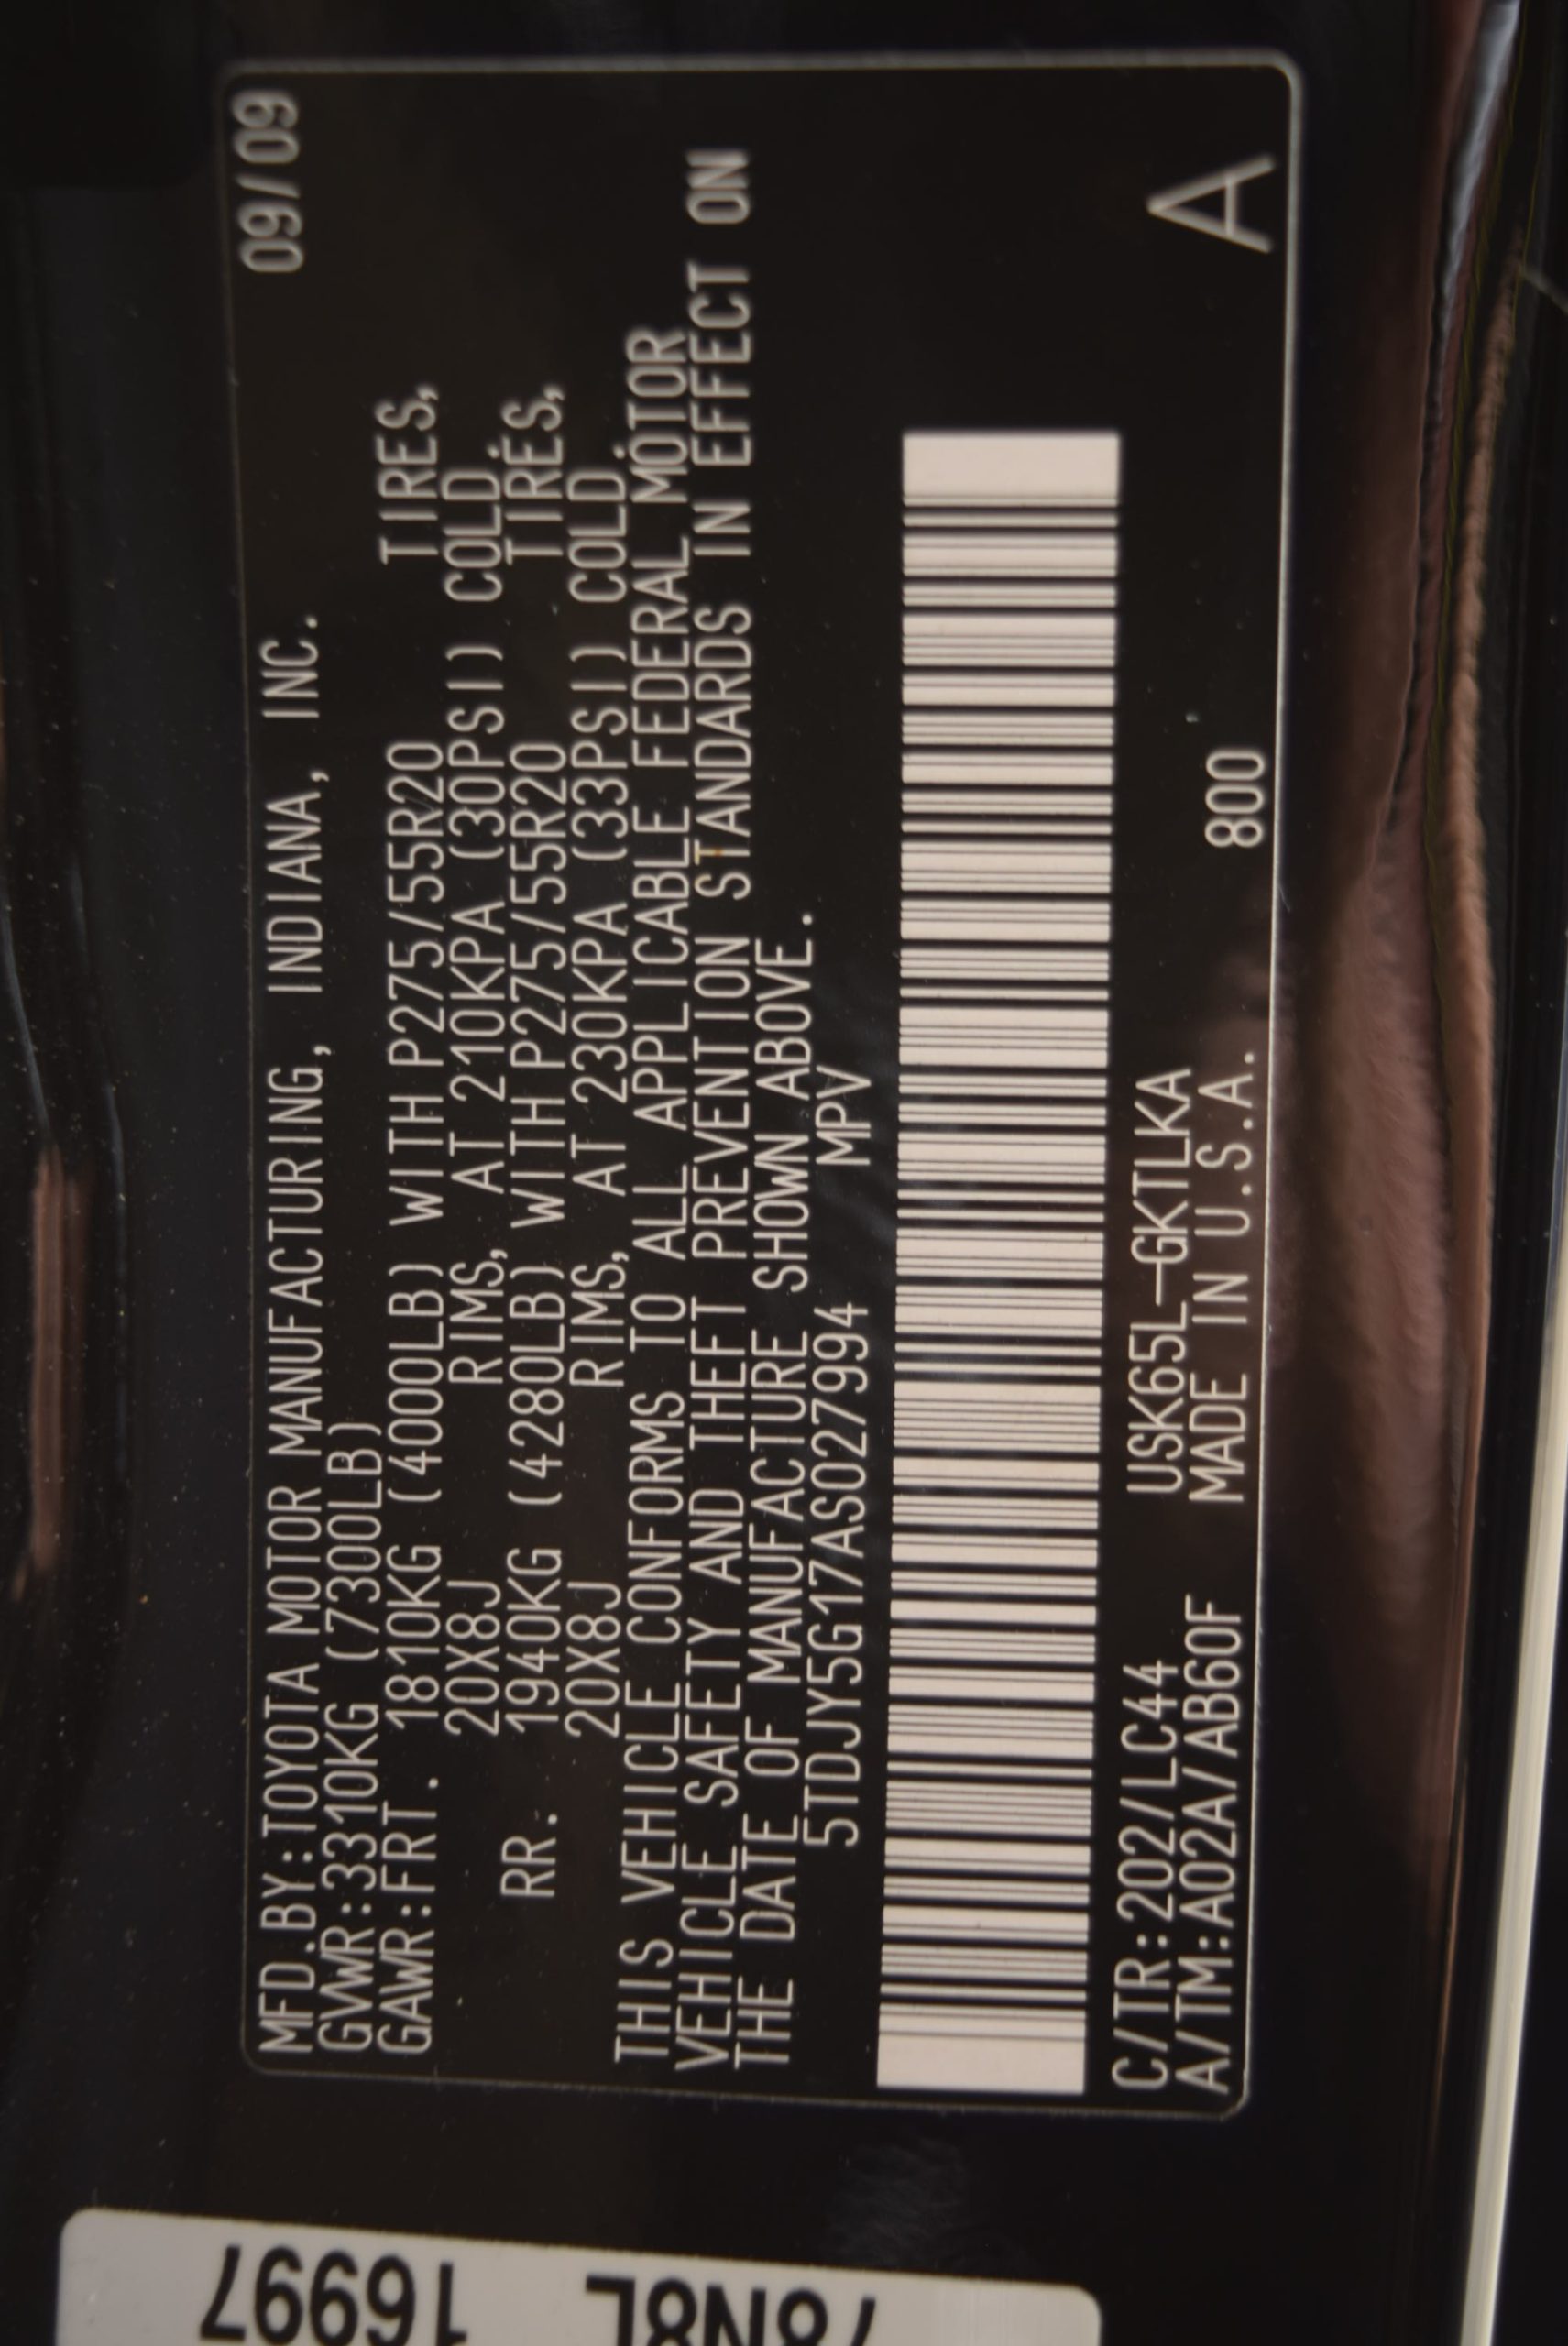 09/09
MFD.BY:TOYOTA MOTOR MANUFACTURING, INDIANA, INC.
GVWR:3310KG (7300LB)
GAWR:FRT. 1810KG (4000LB) WITH P275/55R20 TIRES,
20X8J RIMS, AT 210KPA (30PSI) COLD.
RR. 1940KG (4280LB) WITH P275/55R20 TIRES,
20X8J RIMS, AT 230KPA (33PSI) COLD.
THIS VEHICLE CONFORMS TO ALL APPLICABLE FEDERAL MOTOR
VEHICLE SAFETY AND THEFT PREVENTION STANDARDS IN EFFECT ON
THE DATE OF MANUFACTURE SHOWN ABOVE.
5TDJY5G17AS027994 MPV
C/TR:202/LC44 USK65L-GKTLKA
A/TM:A02A/AB60F MADE IN U.S.A. 800 A
16997
78N8L